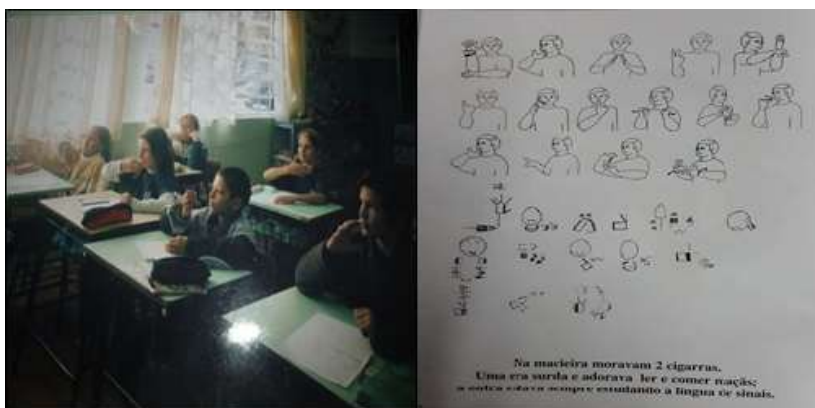 Na macieira moravam 2 cigarras.
Uma era surda e adorava ler e comer maçãs;
a outra estava sempre estudando a língua de sinais.